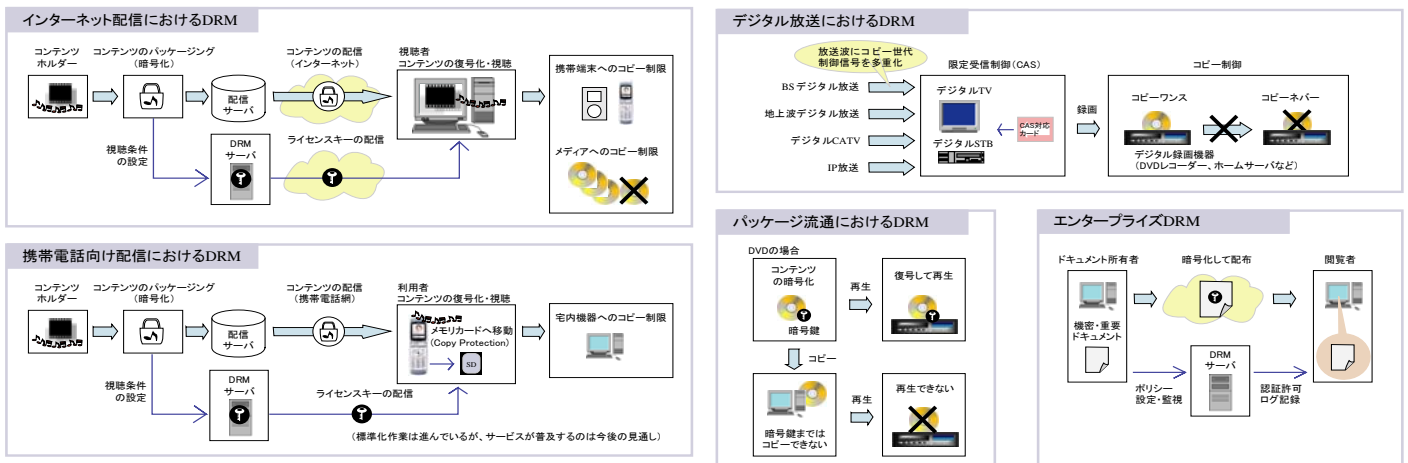 インターネット配信におけるDRM
コンテンツ
ホルダー
コンテンツのパッケージング
(暗号化)
配信
サーバ
コンテンツの配信
(インターネット)
視聴者
コンテンツの復号化・視聴
携帯端末へのコピー制限
メディアへのコピー制限
視聴条件
の設定
DRM
サーバ
ライセンスキーの配信
携帯電話向け配信におけるDRM
コンテンツ
ホルダー
コンテンツのパッケージング
(暗号化)
配信
サーバ
コンテンツの配信
(携帯電話網)
利用者
コンテンツの復号化・視聴
メモリカードへ移動
(Copy Protection)
SD
宅内機器へのコピー制限
視聴条件
の設定
DRM
サーバ
ライセンスキーの配信
(標準化作業は進んでいるが、サービスが普及するのは今後の見通し)
デジタル放送におけるDRM
放送波にコピー世代
制御信号を多重化
BSデジタル放送
地上波デジタル放送
デジタルCATV
IP放送
限定受信制御(CAS)
デジタルTV
デジタルSTB
CAS対応
カード
録画
コピー制御
コピーワンス
コピーネバー
デジタル録画機器
(DVDレコーダー、ホームサーバなど)
パッケージ流通におけるDRM
DVDの場合
コンテンツ
の暗号化
暗号鍵
再生
復号して再生
コピー
暗号鍵までは
コピーできない
再生
再生できない
エンタープライズDRM
ドキュメント所有者
機密・重要
ドキュメント
暗号化して配布
閲覧者
DRM
サーバ
ポリシー
設定・監視
認証許可
ログ記録